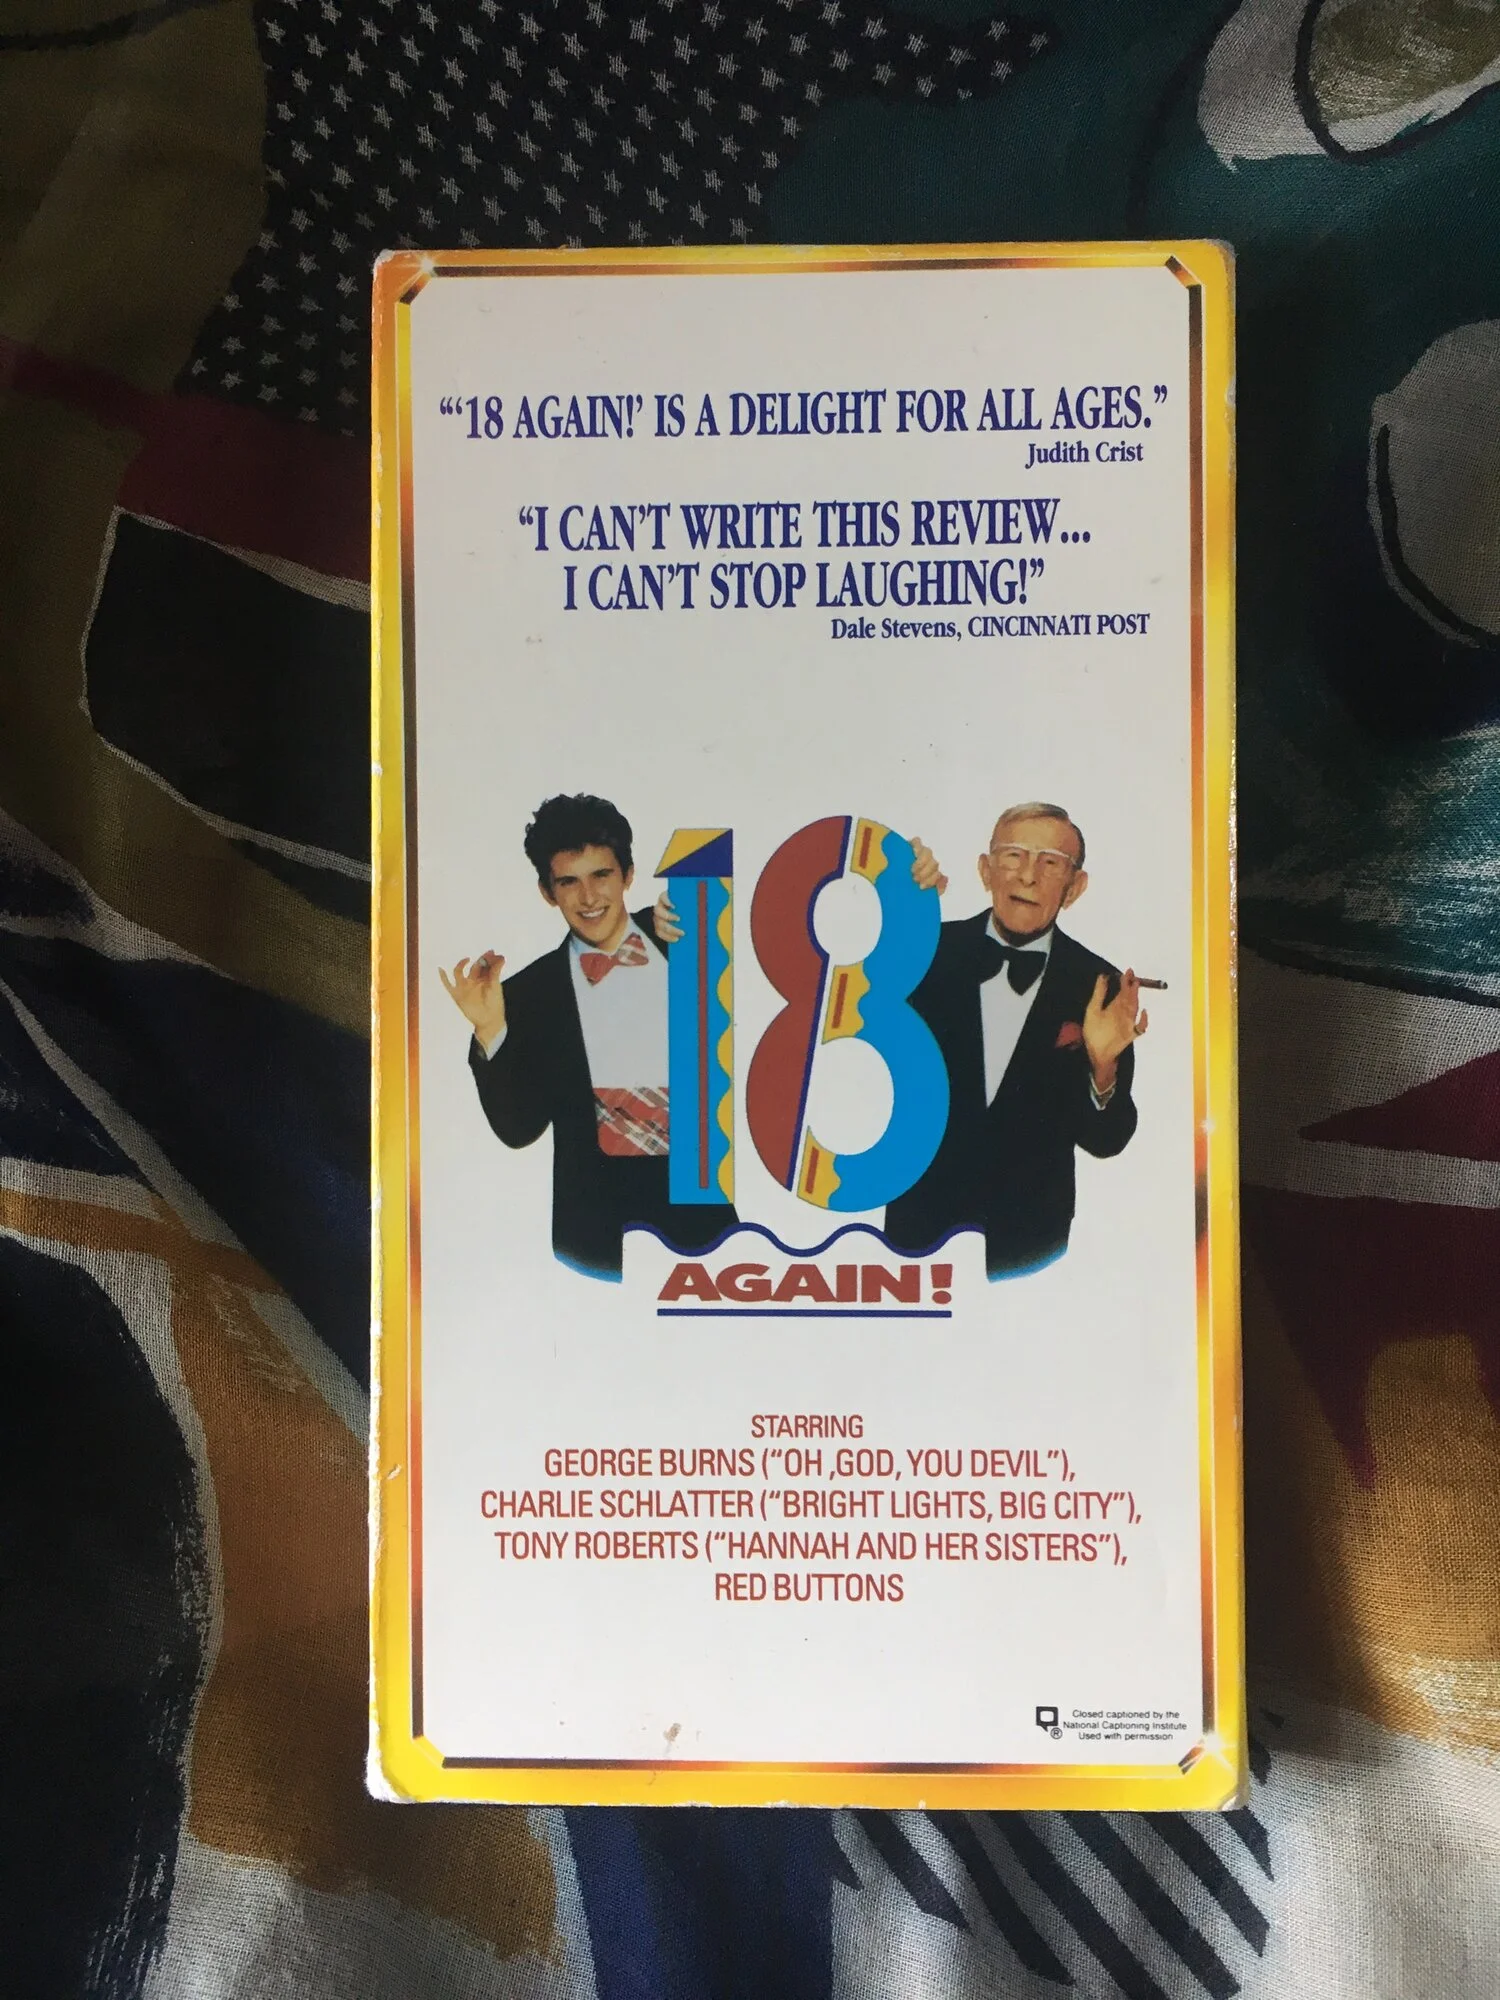 “‘18 AGAIN!’ IS A DELIGHT FOR ALL AGES.”
Judith Crist
“I CAN’T WRITE THIS REVIEW...
I CAN’T STOP LAUGHING!”
Dale Stevens, CINCINNATI POST
18
AGAIN!
STARRING
GEORGE BURNS (“OH ,GOD, YOU DEVIL”),
CHARLIE SCHLATTER (“BRIGHT LIGHTS, BIG CITY”),
TONY ROBERTS (“HANNAH AND HER SISTERS”),
RED BUTTONS
Closed captioned by the
® National Captioning Institute
Used with permission